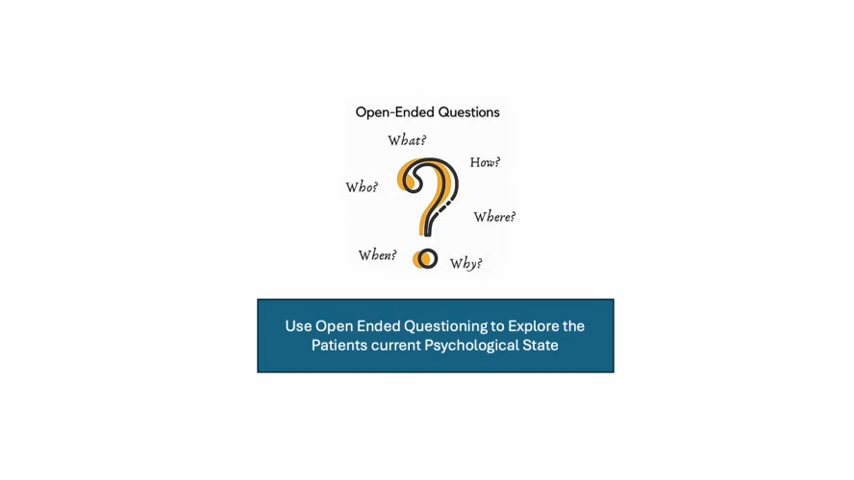 Open-Ended Questions
What?
How?
Who?
Where?
When?
Why?
Use Open Ended Questioning to Explore the
Patients current Psychological State